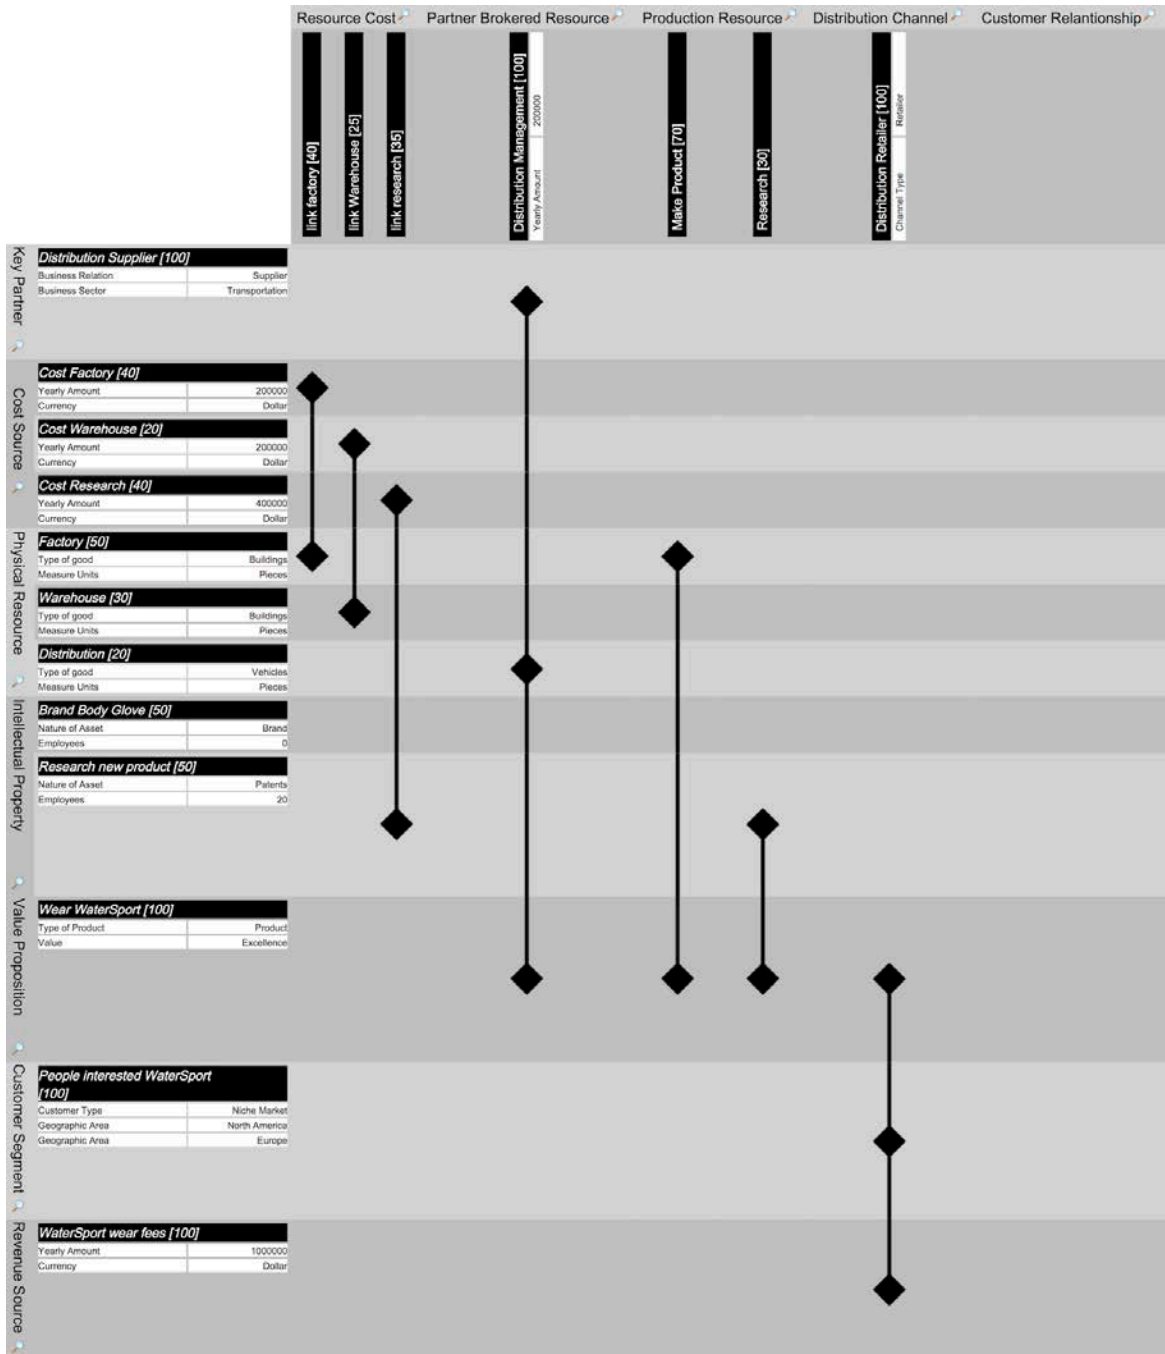 Resource Cost
Partner Brokered Resource
Production Resource
Distribution Channel
Customer Relantionship
link factory [40]
link Warehouse [25]
link research [35]
Distribution Management [100]
Yearly Amount 200000
Make Product [70]
Research [30]
Distribution Retailer [100]
Channel Type Retailer
Key Partner
Distribution Supplier [100]
Business Relation Supplier
Business Sector Transportation
Cost Source
Cost Factory [40]
Yearly Amount 200000
Currency Dollar
Cost Warehouse [20]
Yearly Amount 200000
Currency Dollar
Cost Research [40]
Yearly Amount 400000
Currency Dollar
Physical Resource
Factory [50]
Type of good Buildings
Measure Units Pieces
Warehouse [30]
Type of good Buildings
Measure Units Pieces
Distribution [20]
Type of good Vehicles
Measure Units Pieces
Intellectual Property
Brand Body Glove [50]
Nature of Asset Brand
Employees 0
Research new product [50]
Nature of Asset Patents
Employees 20
Value Proposition
Wear WaterSport [100]
Type of Product Product
Value Excellence
Customer Segment
People interested WaterSport
[100]
Customer Type Niche Market
Geographic Area North America
Geographic Area Europe
Revenue Source
WaterSport wear fees [100]
Yearly Amount 1000000
Currency Dollar